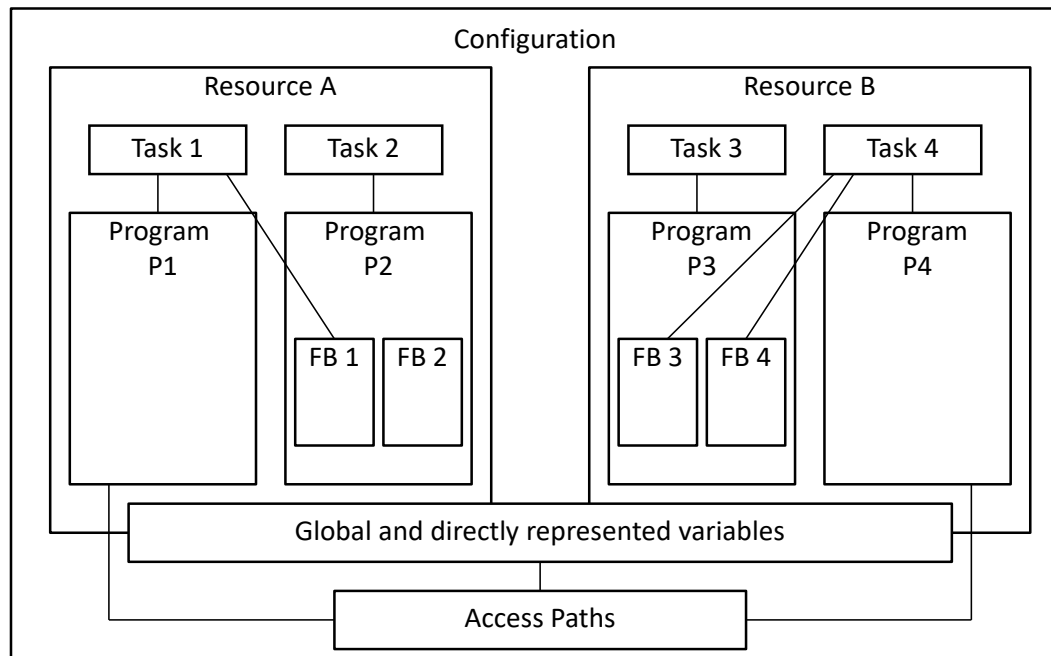 Configuration
Resource A
Resource B
Task 1
Task 2
Task 3
Task 4
Program
P1
Program
P2
Program
P3
Program
P4
FB 1
FB 2
FB 3
FB 4
Global and directly represented variables
Access Paths